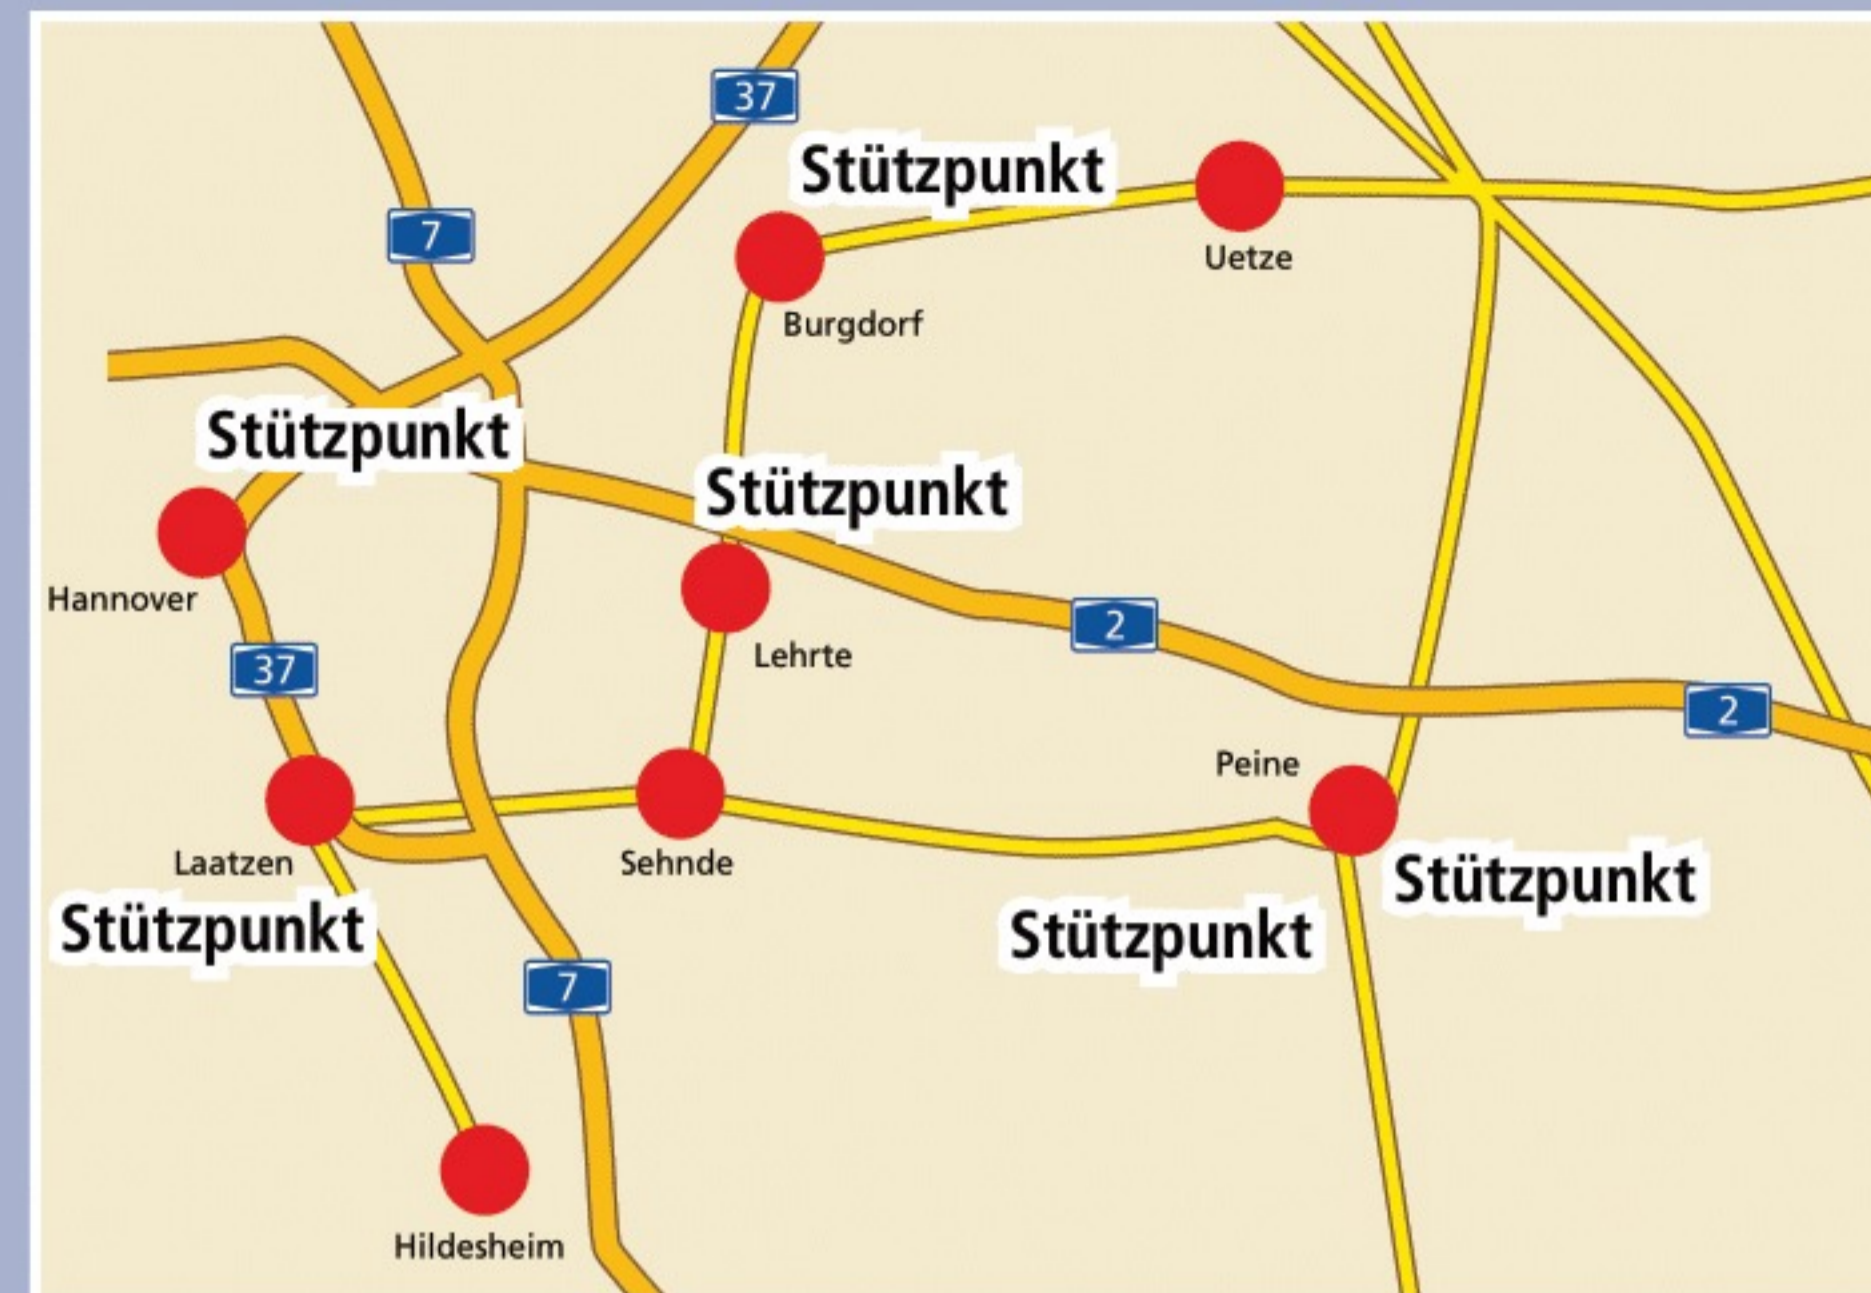 37
Stützpunkt
7
Uetze
Burgdorf
Stützpunkt
Stützpunkt
Hannover
2
Lehrte
37
2
Peine
Laatzen
Sehnde
Stützpunkt
Stützpunkt
Stützpunkt
7
Hildesheim